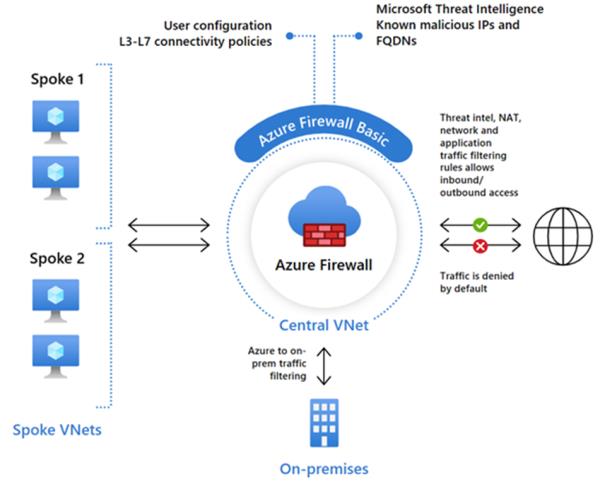 User configuration
L3-L7 connectivity policies
Microsoft Threat Intelligence
Known malicious IPs and
FQDNs
Spoke 1
Azure Firewall Basic
Threat intel, NAT,
network and
application
traffic filtering
rules allows
inbound/
outbound access
Spoke 2
Azure Firewall
Traffic is denied
by default
Central VNet
Azure to on-
prem traffic
filtering
Spoke VNets
On-premises